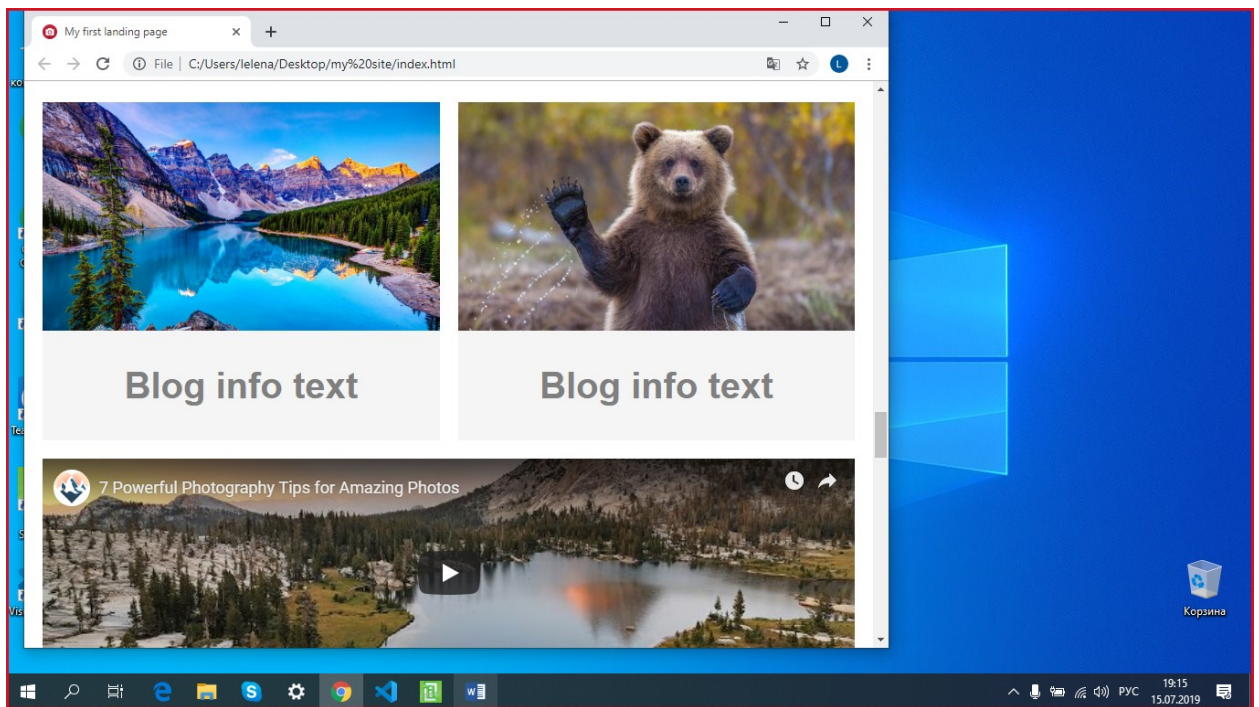 My first landing page
File | C:/Users/lelena/Desktop/my%20site/index.html
L
Blog info text
Blog info text
7 Powerful Photography Tips for Amazing Photos
Корзина
РУС
19:15
15.07.2019